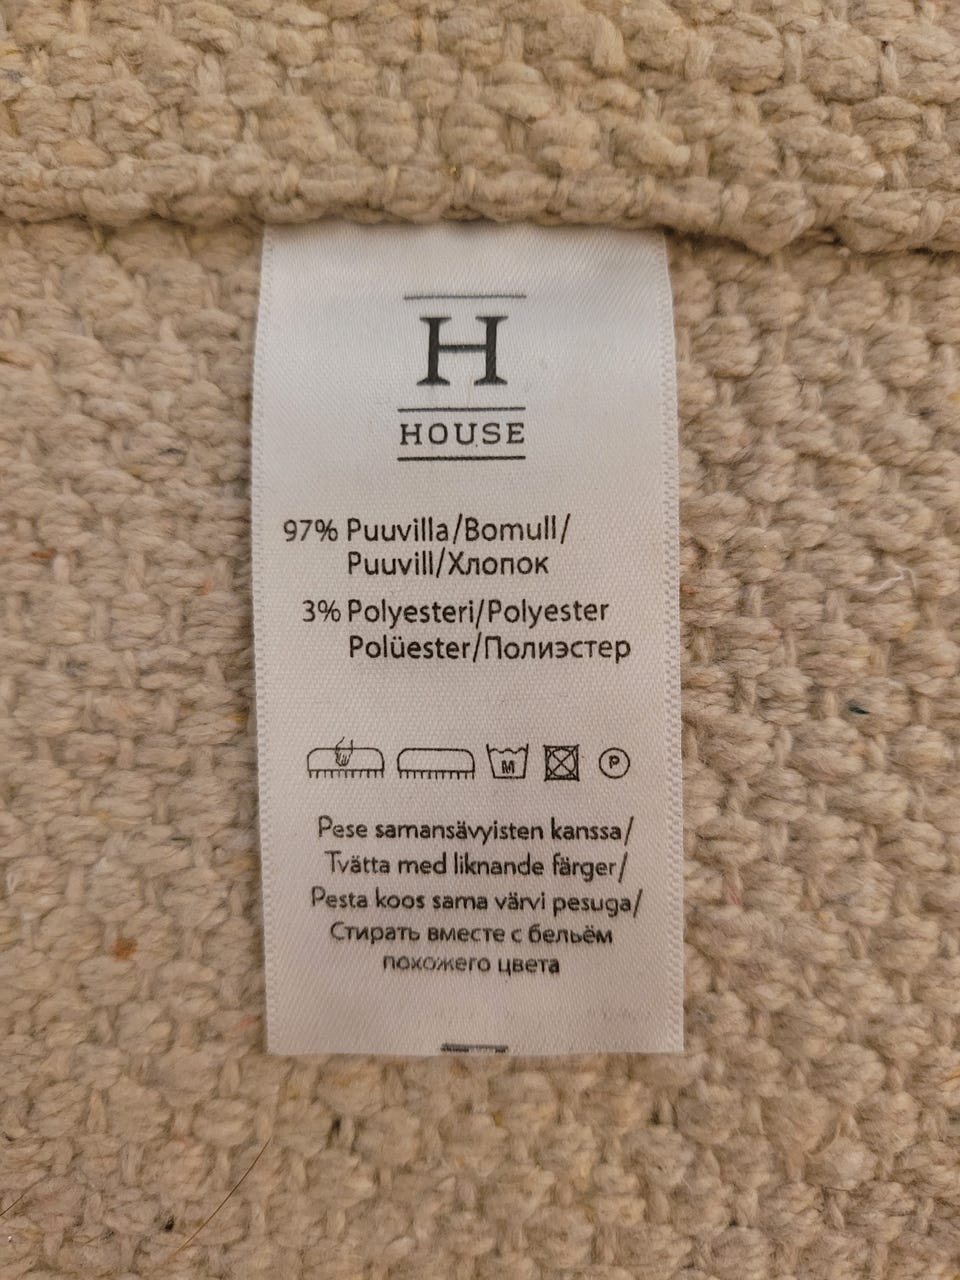 H
HOUSE
97% Puuvilla/Bomull/
Puuvill/Хлопок
3% Polyesteri/Polyester
Polüester/Полиэстер
M P
Pese samansävyisten kanssa/
Tvätta med liknande färger/
Pesta koos sama värvi pesuga/
Стирать вместе с бельём
похожего цвета